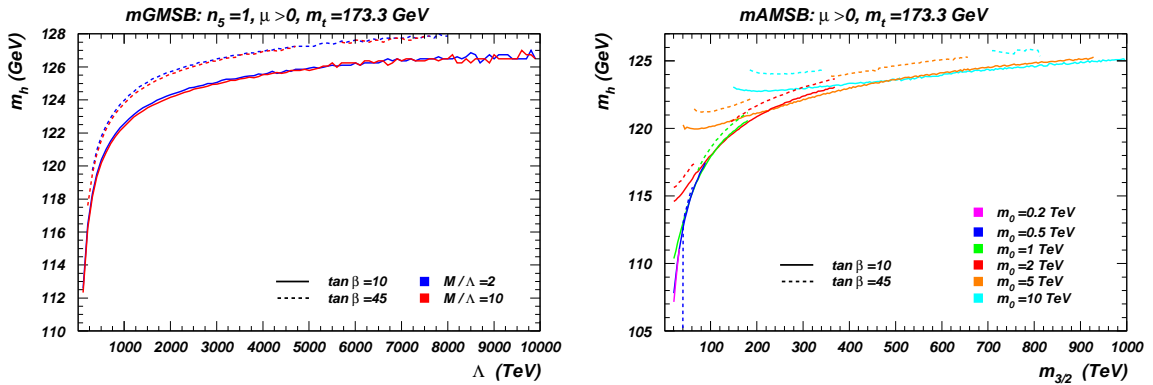 mGMSB: n5=1, μ>0, mt=173.3 GeV
mh (GeV)
128
126
124
122
120
118
116
114
112
110
tan β=10
tan β=45
M/Λ=2
M/Λ=10
1000 2000 3000 4000 5000 6000 7000 8000 9000 10000
Λ (TeV)
mAMSB: μ>0, mt=173.3 GeV
mh (GeV)
125
120
115
110
105
tan β=10
tan β=45
m0=0.2 TeV
m0=0.5 TeV
m0=1 TeV
m0=2 TeV
m0=5 TeV
m0=10 TeV
100 200 300 400 500 600 700 800 900 1000
m3/2 (TeV)